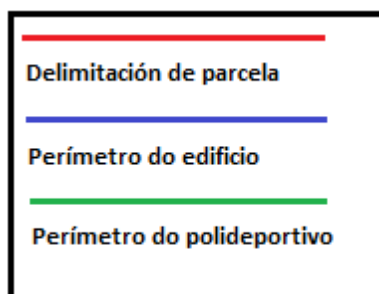 Delimitación de parcela
Perímetro do edificio
Perímetro do polideportivo